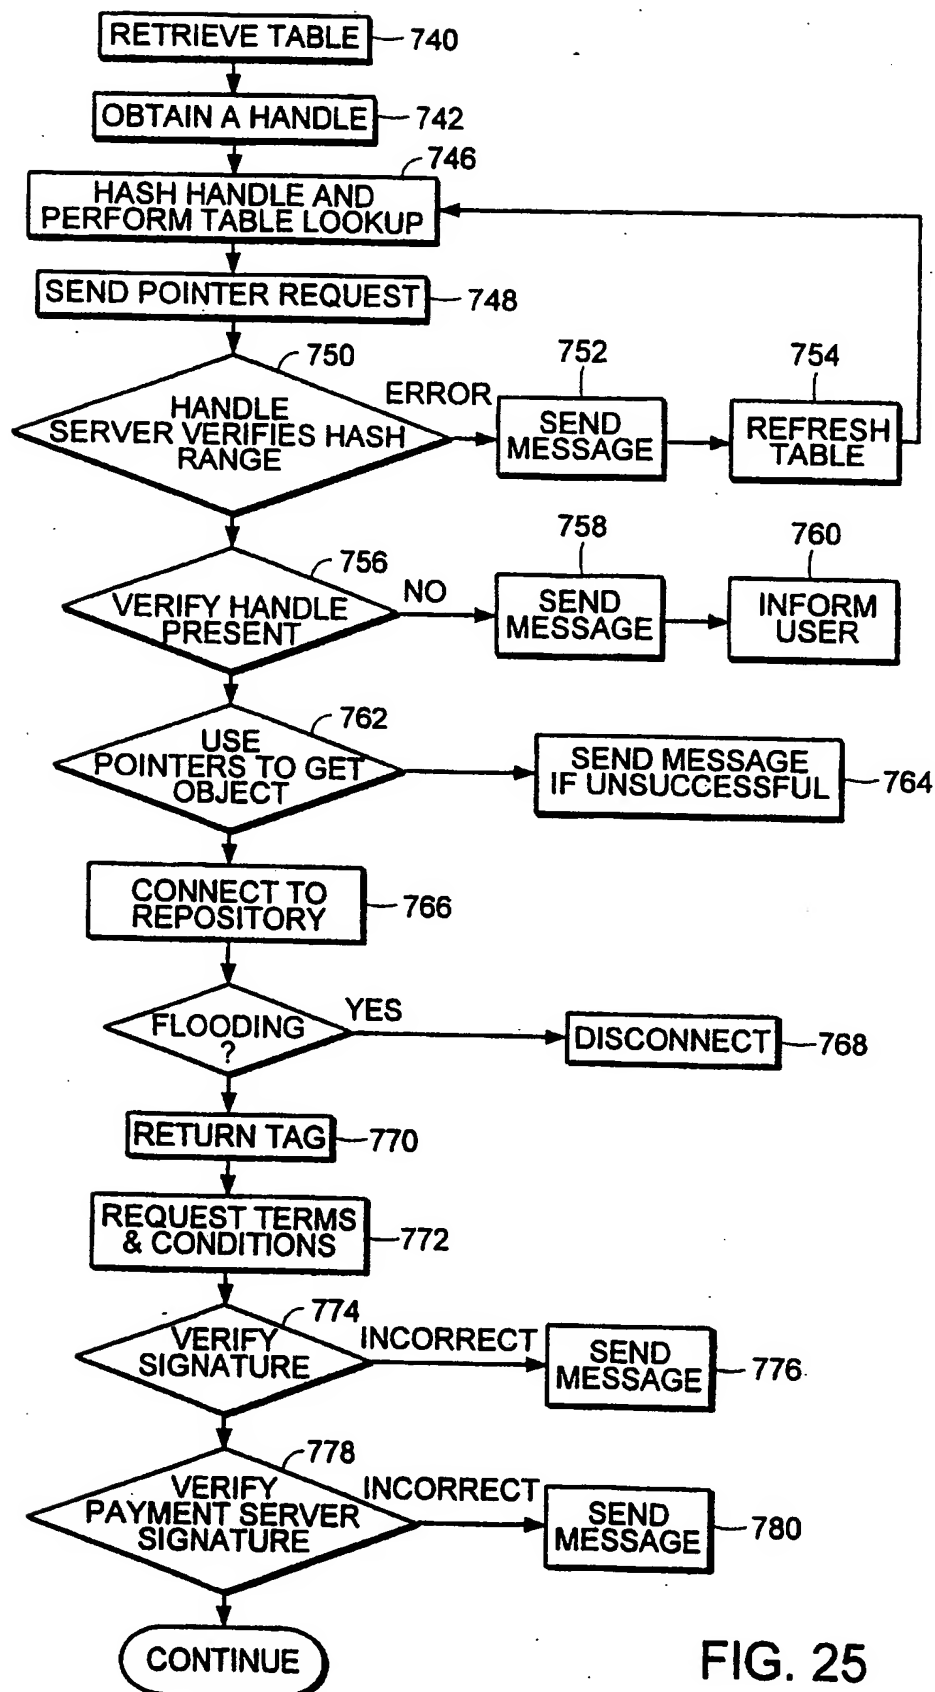 RETRIEVE TABLE
740
OBTAIN A HANDLE
742
746
HASH HANDLE AND
PERFORM TABLE LOOKUP
SEND POINTER REQUEST
748
750
HANDLE
SERVER VERIFIES HASH
RANGE
ERROR
752
SEND
MESSAGE
754
REFRESH
TABLE
756
VERIFY HANDLE
PRESENT
NO
758
SEND
MESSAGE
760
INFORM
USER
762
USE
POINTERS TO GET
OBJECT
SEND MESSAGE
IF UNSUCCESSFUL
764
CONNECT TO
REPOSITORY
766
FLOODING
?
YES
DISCONNECT
768
RETURN TAG
770
REQUEST TERMS
& CONDITIONS
772
774
VERIFY
SIGNATURE
INCORRECT
SEND
MESSAGE
776
778
VERIFY
PAYMENT SERVER
SIGNATURE
INCORRECT
SEND
MESSAGE
780
CONTINUE
FIG. 25